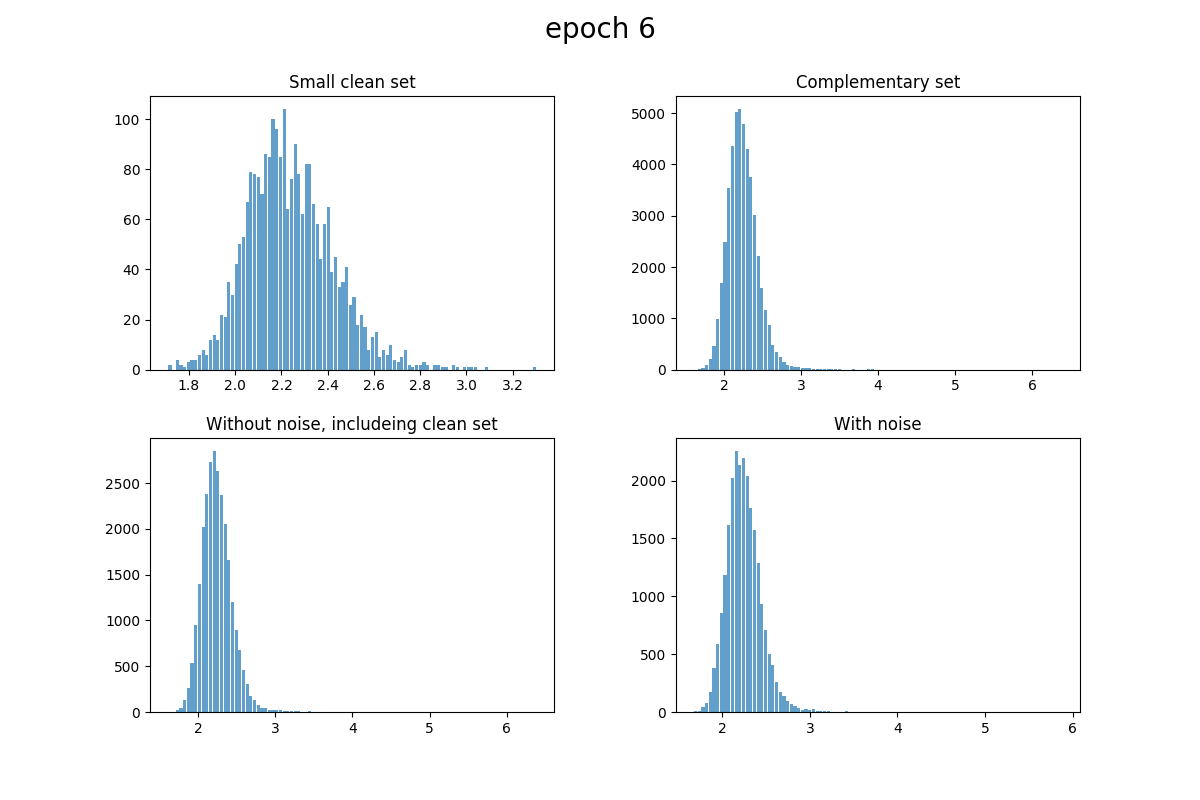 epoch 6
Small clean set
100
80
60
40
20
0
1.8 2.0 2.2 2.4 2.6 2.8 3.0 3.2
Complementary set
5000
4000
3000
2000
1000
0
2 3 4 5 6
Without noise, includeing clean set
2500
2000
1500
1000
500
0
2 3 4 5 6
With noise
2000
1500
1000
500
0
2 3 4 5 6